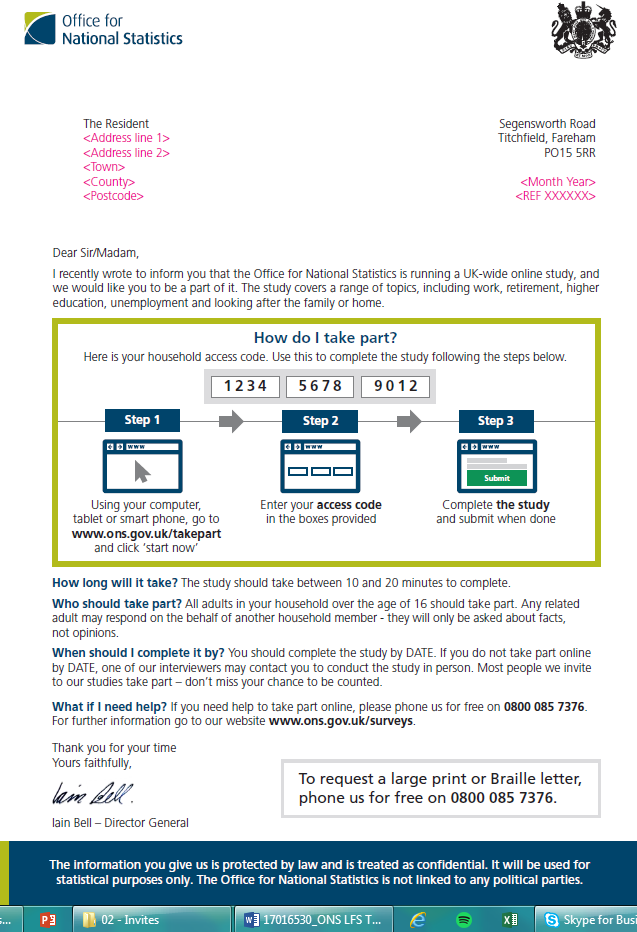 Office for
National Statistics
The Resident
<Address line 1>
<Address line 2>
<Town>
<County>
<Postcode>
Segensworth Road
Titchfield, Fareham
PO15 5RR
<Month Year>
<REF XXXXXX>
Dear Sir/Madam,
I recently wrote to inform you that the Office for National Statistics is running a UK-wide online study, and
we would like you to be a part of it. The study covers a range of topics, including work, retirement, higher
education, unemployment and looking after the family or home.
How do I take part?
Here is your household access code. Use this to complete the study following the steps below.
1234 5678 9012
Step 1
Step 2
Step 3
www
www
www
Submit
Using your computer,
tablet or smart phone, go to
www.ons.gov.uk/takepart
and click ‘start now’
Enter your access code
in the boxes provided
Complete the study
and submit when done
How long will it take? The study should take between 10 and 20 minutes to complete.
Who should take part? All adults in your household over the age of 16 should take part. Any related
adult may respond on the behalf of another household member - they will only be asked about facts,
not opinions.
When should I complete it by? You should complete the study by DATE. If you do not take part online
by DATE, one of our interviewers may contact you to conduct the study in person. Most people we invite
to our studies take part – don’t miss your chance to be counted.
What if I need help? If you need help to take part online, please phone us for free on 0800 085 7376.
For further information go to our website www.ons.gov.uk/surveys.
Thank you for your time
Yours faithfully,
Iain Bell.
Iain Bell – Director General
To request a large print or Braille letter,
phone us for free on 0800 085 7376.
The information you give us is protected by law and is treated as confidential. It will be used for
statistical purposes only. The Office for National Statistics is not linked to any political parties.
s...
02 - Invites
17016530_ONS LFS T...
Skype for Busi